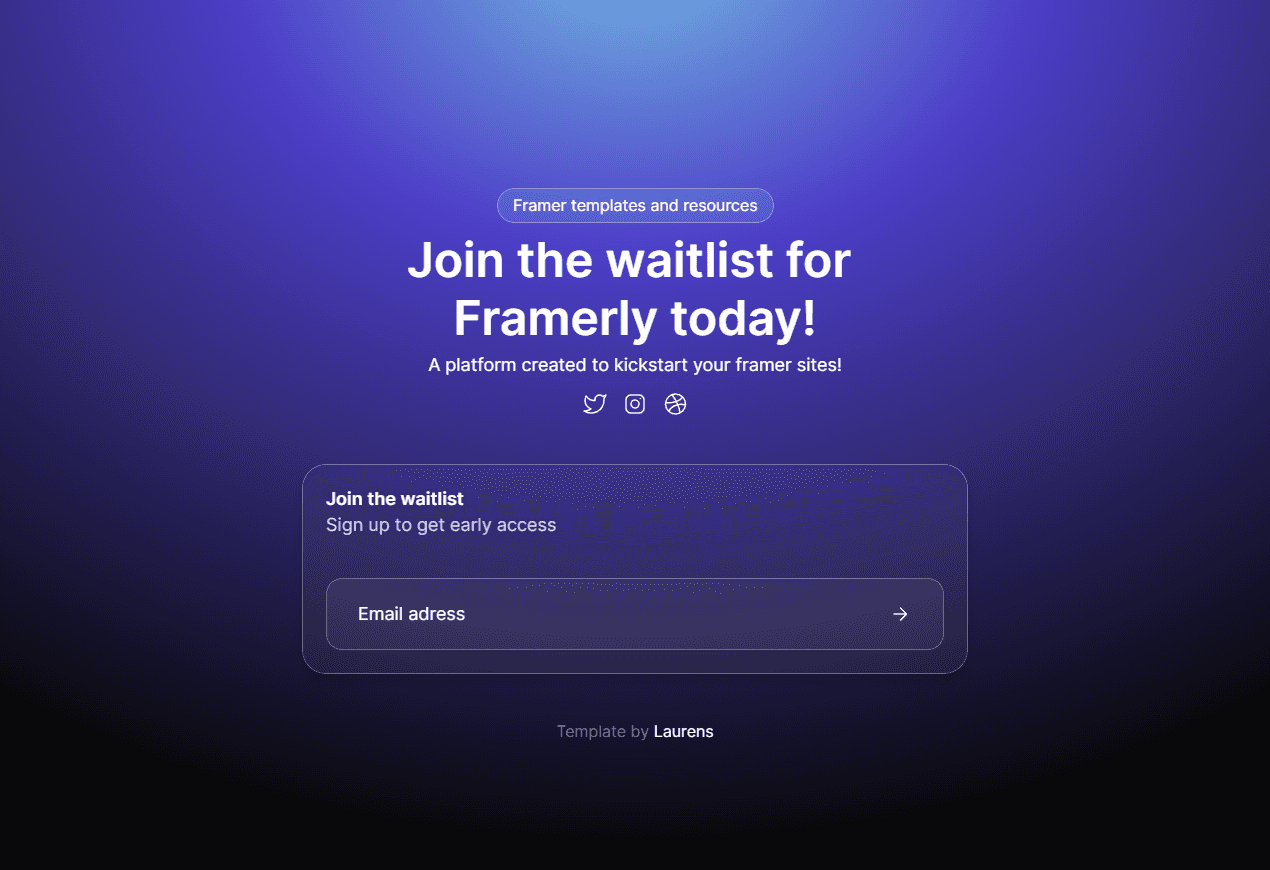 Framer templates and resources
Join the waitlist for
Framerly today!
A platform created to kickstart your framer sites!
Join the waitlist
Sign up to get early access
Email adress
Template by Laurens